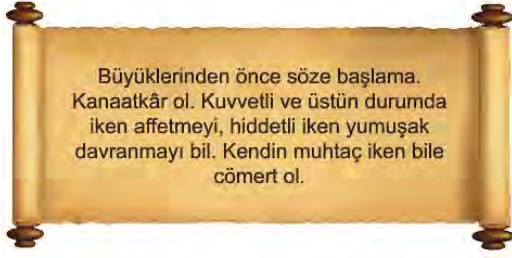 Büyüklerinden önce söze başlama.
Kanaatkâr ol. Kuvvetli ve üstün durumda
iken affetmeyi, hiddetli iken yumuşak
davranmayı bil. Kendin muhtaç iken bile
cömert ol.